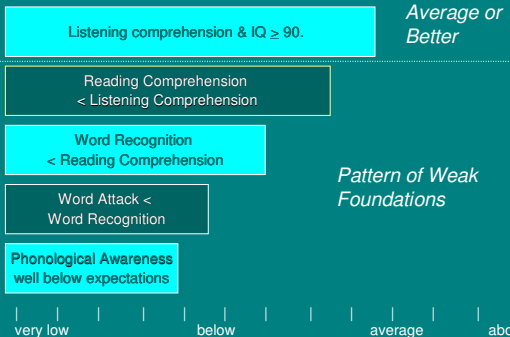 Average or
Better
Listening comprehension & IQ ≥ 90.
Reading Comprehension
< Listening Comprehension
Word Recognition
< Reading Comprehension
Pattern of Weak
Foundations
Word Attack <
Word Recognition
Phonological Awareness
well below expectations
very low below average abo